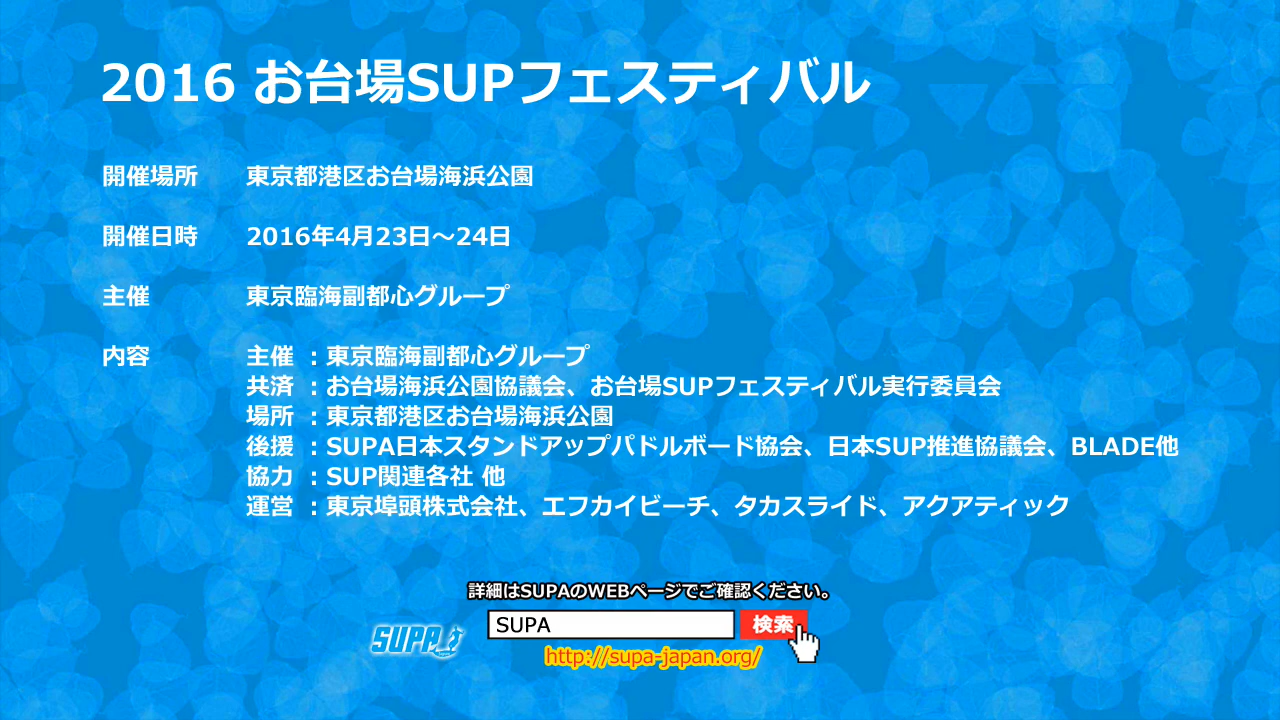 2016 お台場SUPフェスティバル
開催場所 東京都港区お台場海浜公園
開催日時 2016年4月23日～24日
主催 東京臨海副都心グループ
内容 主催 ：東京臨海副都心グループ
共済 ：お台場海浜公園協議会、お台場SUPフェスティバル実行委員会
場所 ：東京都港区お台場海浜公園
後援 ：SUPA日本スタンドアップパドルボード協会、日本SUP推進協議会、BLADE他
協力 ：SUP関連各社 他
運営 ：東京埠頭株式会社、エフカイビーチ、タカスライド、アクアティック
詳細はSUPAのWEBページでご確認ください。
SUPA SUPA 検索
http://supa-japan.org/